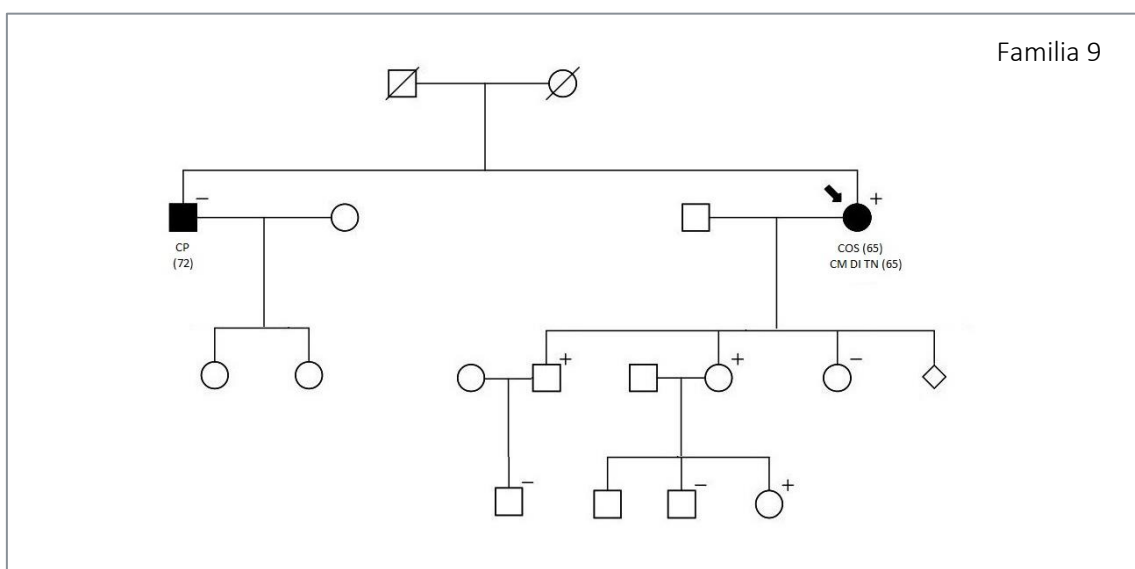 Familia 9
−
+
CP
(72)
COS (65)
CM DI TN (65)
+
+
−
−
−
+